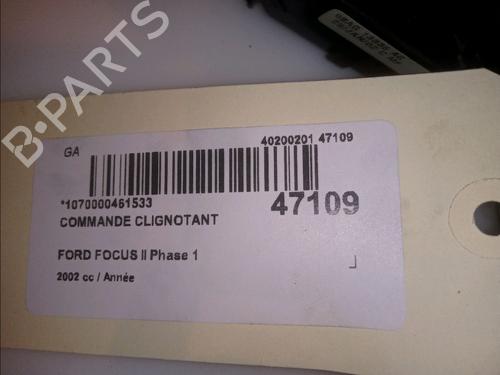 B-PARTS
GA
40200201 47109
*1070000461533
47109
COMMANDE CLIGNOTANT
FORD FOCUS II Phase 1
2002 cc / Année